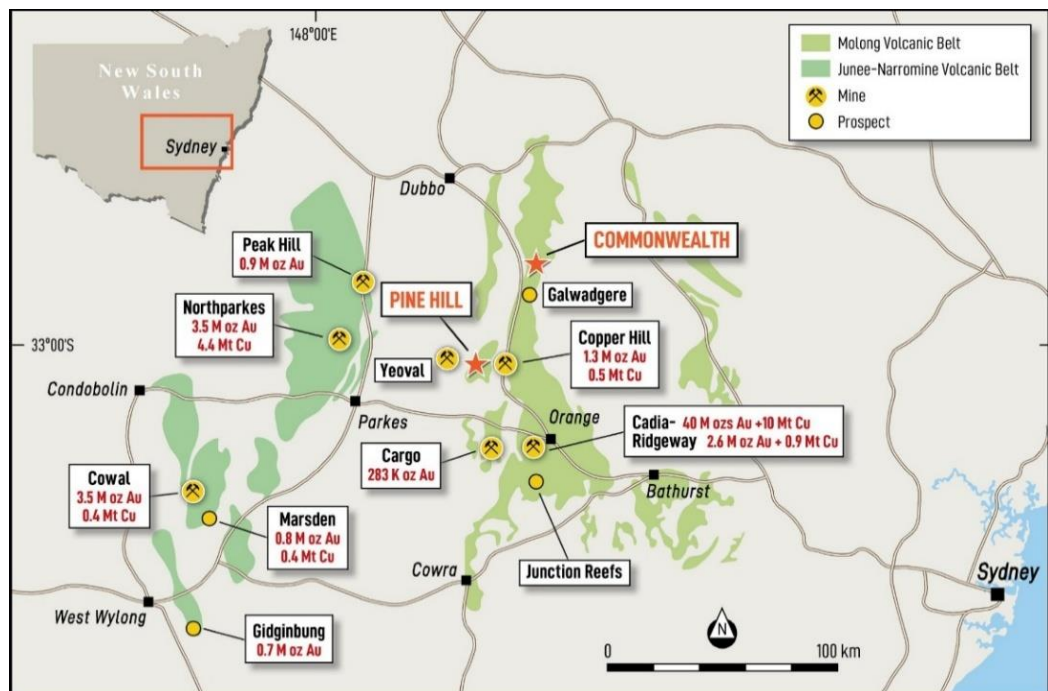 148°00'E
New South
Wales
Sydney
Molong Volcanic Belt
Junee-Narromine Volcanic Belt
Mine
Prospect
Dubbo
COMMONWEALTH
Peak Hill
0.9 M oz Au
PINE HILL
Galwadgere
Northparkes
3.5 M oz Au
4.4 Mt Cu
33°00'S
Copper Hill
1.3 M oz Au
0.5 Mt Cu
Yeoval
Condobolin
Parkes
Orange
Cadia- 40 M ozs Au +10 Mt Cu
Ridgeway 2.6 m oz Au + 0.9 Mt Cu
Cargo
283 K oz Au
Cowal
3.5 M oz Au
0.4 Mt Cu
Bathurst
Marsden
0.8 M oz Au
0.4 Mt Cu
Cowra
Junction Reefs
Sydney
West Wylong
Gidginbung
0.7 M oz Au
N
0
100 km